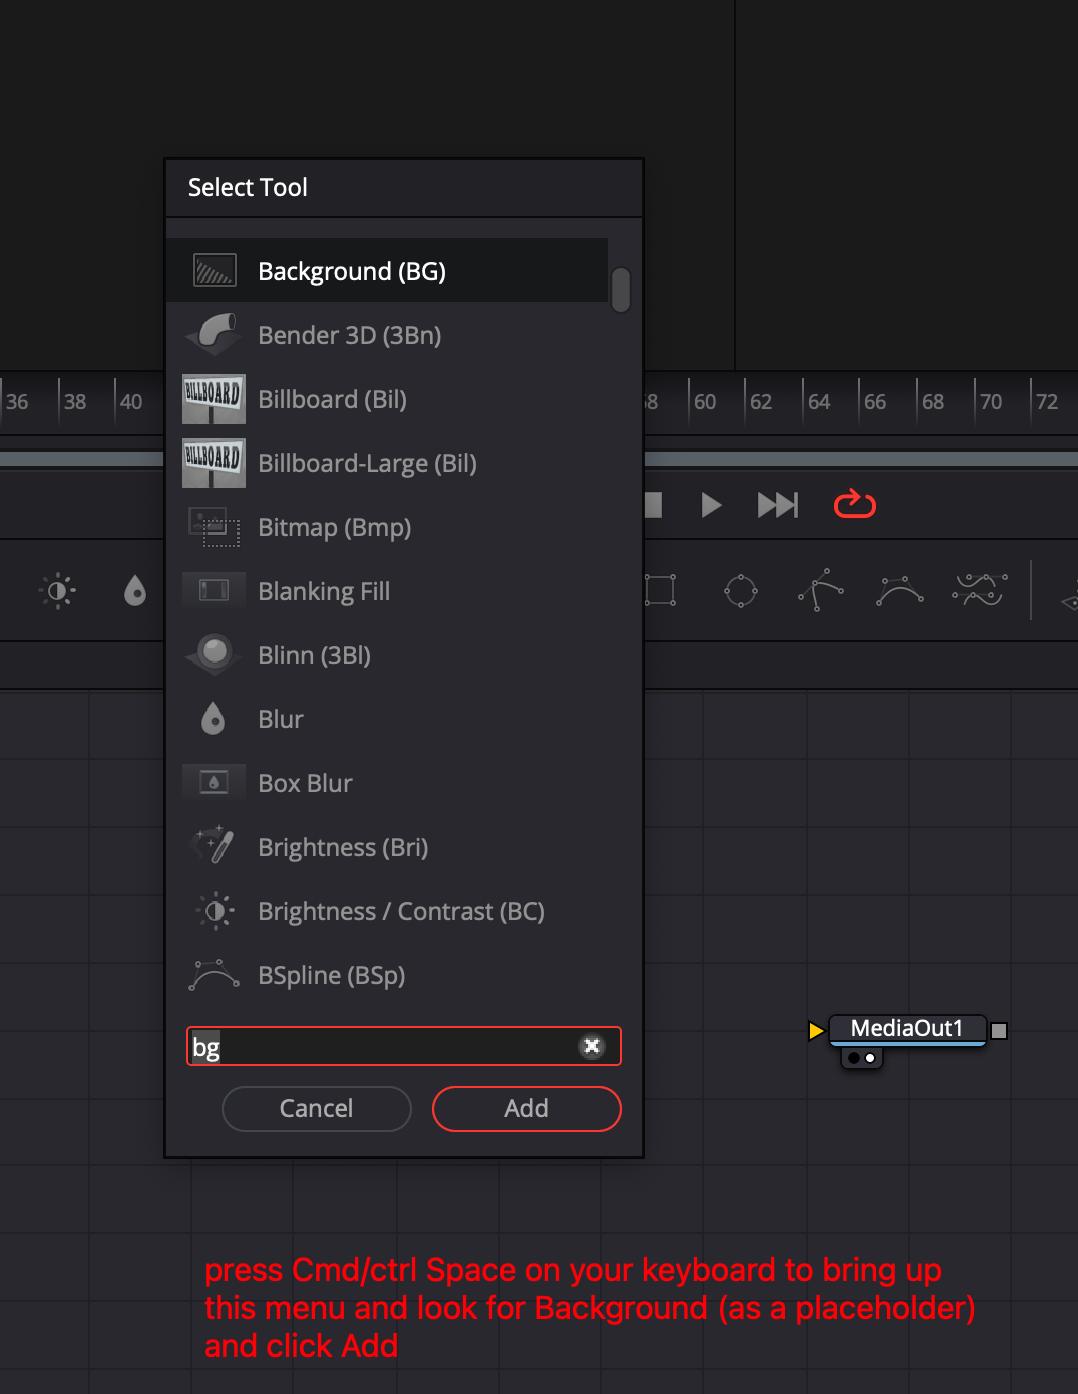 Select Tool
Background (BG)
Bender 3D (3Bn)
BILLBOARD
Billboard (Bil)
36 38 40 58 60 62 64 66 68 70 72
BILLBOARD
Billboard-Large (Bil)
Bitmap (Bmp)
Blanking Fill
Blinn (3Bl)
Blur
Box Blur
Brightness (Bri)
Brightness / Contrast (BC)
BSpline (BSp)
MediaOut1
bg
Cancel Add
press Cmd/ctrl Space on your keyboard to bring up
this menu and look for Background (as a placeholder)
and click Add